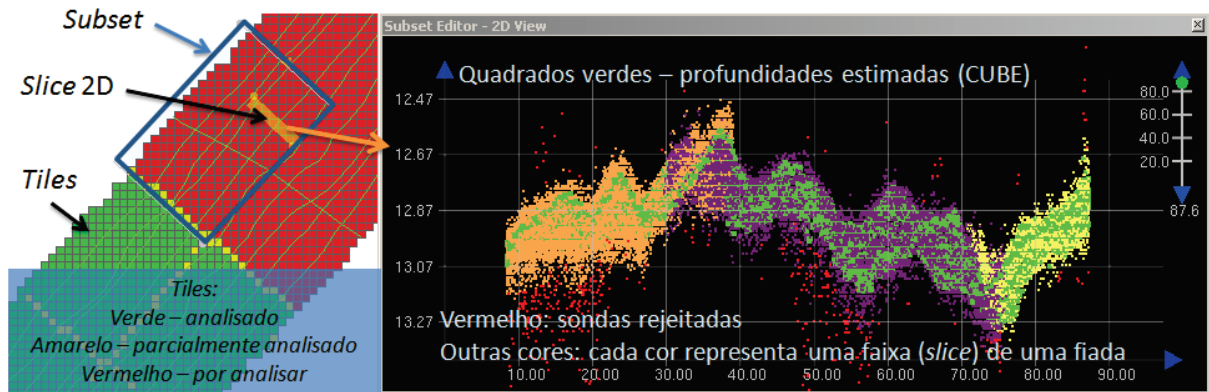 Subset
Slice 2D
Tiles
Tiles:
Verde – analisado
Amarelo – parcialmente analisado
Vermelho – por analisar
Subset Editor - 2D View
Quadrados verdes – profundidades estimadas (CUBE)
12.47
12.67
12.87
13.07
13.27
80.0
60.0
40.0
20.0
87.6
Vermelho: sondas rejeitadas
Outras cores: cada cor representa uma faixa (slice) de uma fiada
10.00 20.00 30.00 40.00 50.00 60.00 70.00 80.00 90.00